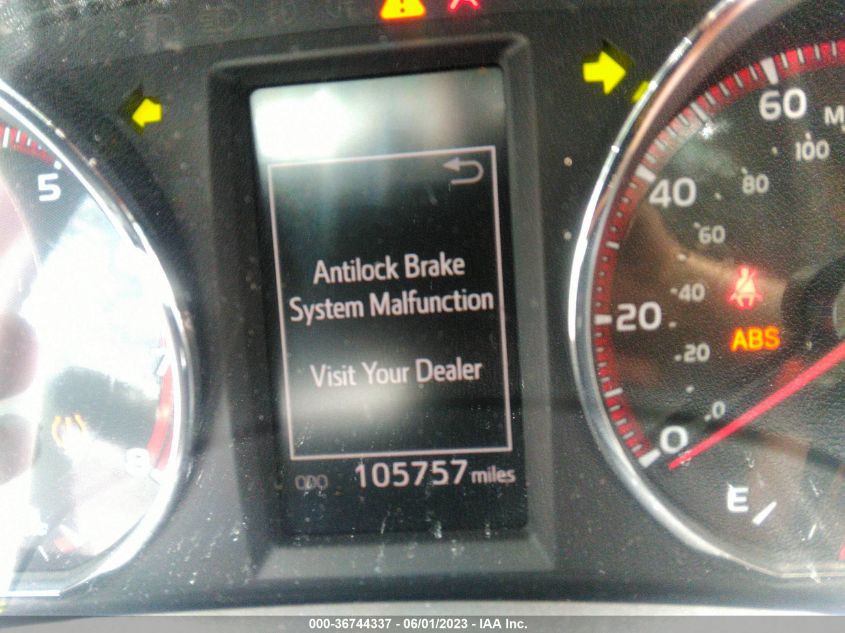 5
8
Antilock Brake
System Malfunction
Visit Your Dealer
ODO 105757 miles
60
100
40
80
60
40
20
20
0
0
ABS
E
000-36744337 - 06/01/2023 - IAA Inc.